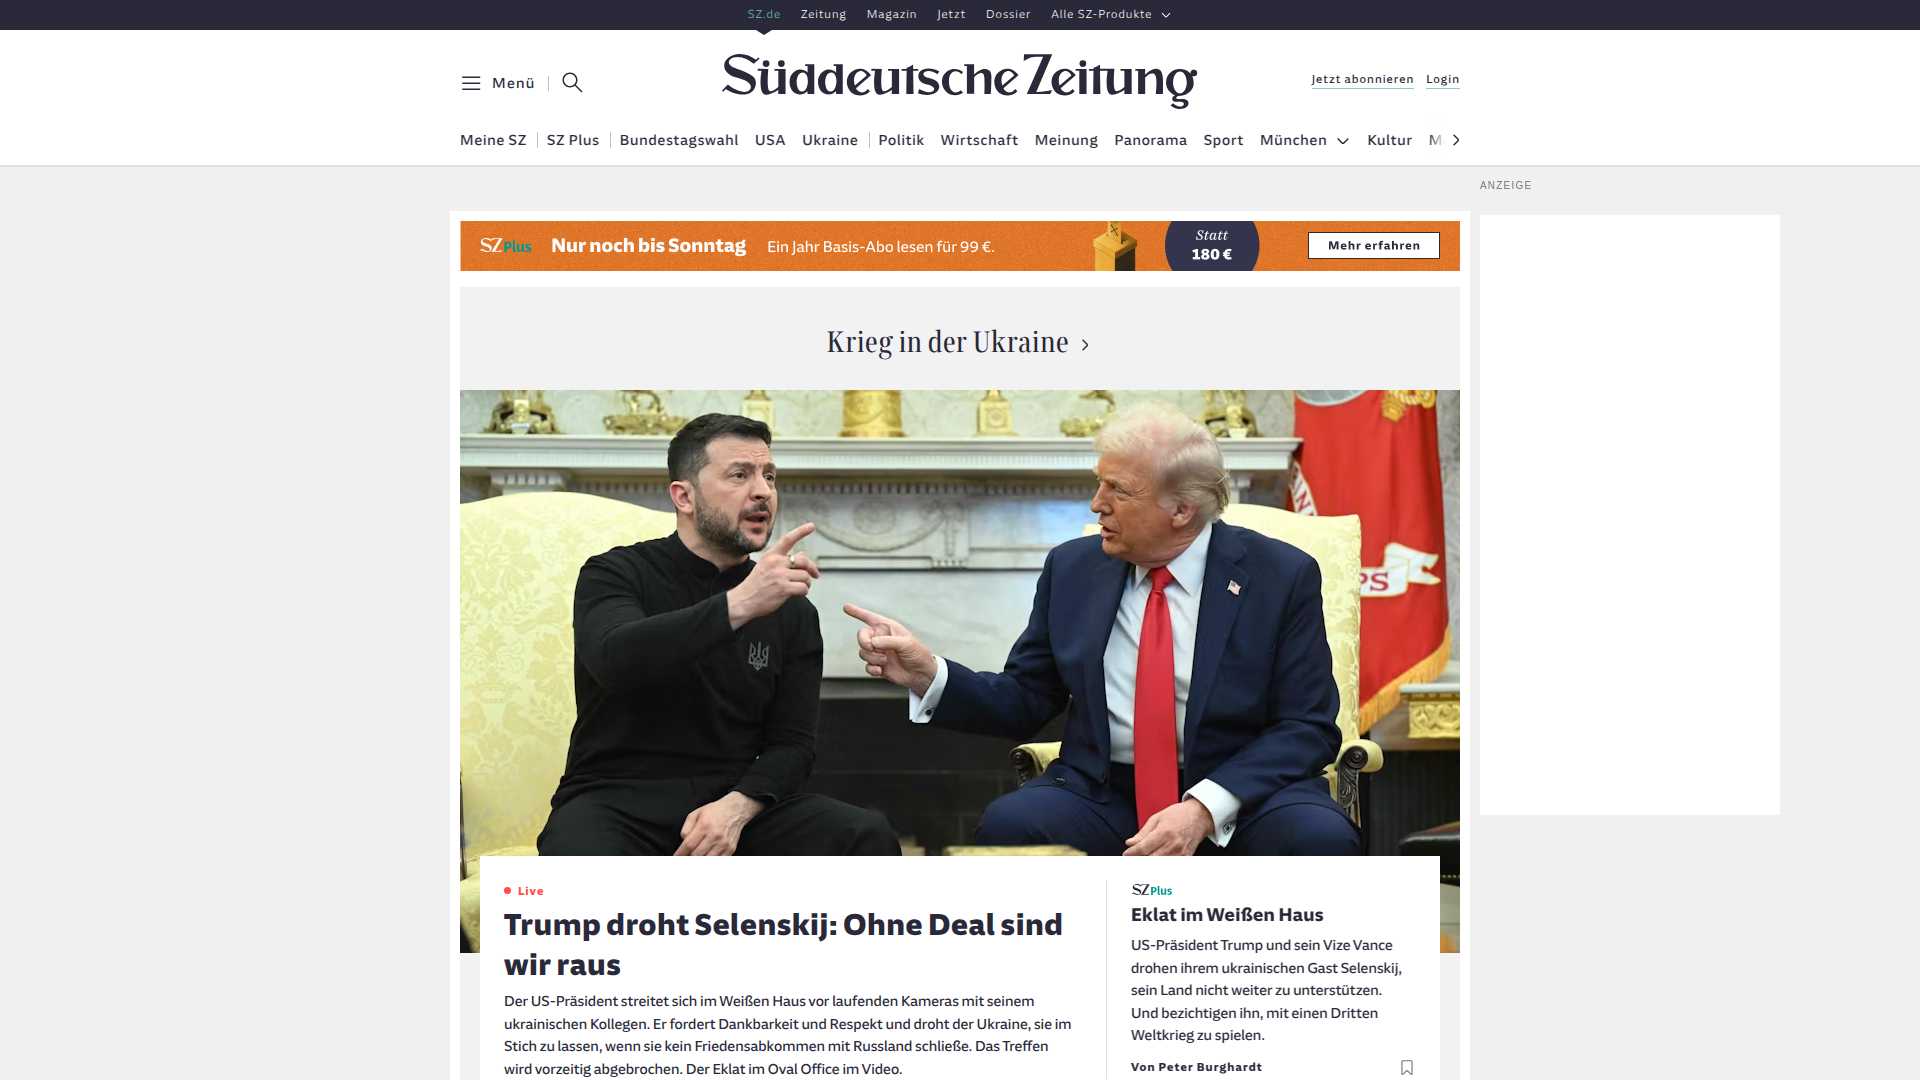 SZ.de Zeitung Magazin Jetzt Dossier Alle SZ-Produkte
Menü
Süddeutsche Zeitung
Jetzt abonnieren Login
Meine SZ SZ Plus Bundestagswahl USA Ukraine Politik Wirtschaft Meinung Panorama Sport München Kultur M
ANZEIGE
SZ Plus Nur noch bis Sonntag Ein Jahr Basis-Abo lesen für 99 €.
Statt
180 €
Mehr erfahren
Krieg in der Ukraine
Live
Trump droht Selenskij: Ohne Deal sind
wir raus
Der US-Präsident streitet sich im Weißen Haus vor laufenden Kameras mit seinem
ukrainischen Kollegen. Er fordert Dankbarkeit und Respekt und droht der Ukraine, sie im
Stich zu lassen, wenn sie kein Friedensabkommen mit Russland schließe. Das Treffen
wird vorzeitig abgebrochen. Der Eklat im Oval Office im Video.
SZ Plus
Eklat im Weißen Haus
US-Präsident Trump und sein Vize Vance
drohen ihrem ukrainischen Gast Selenskij,
sein Land nicht weiter zu unterstützen.
Und bezichtigen ihn, mit einen Dritten
Weltkrieg zu spielen.
Von Peter Burghardt